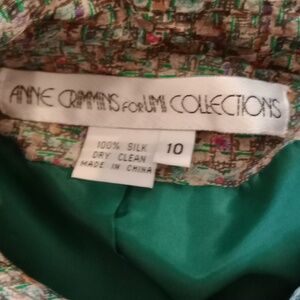 ANNE CRIMMINS FOR UMI COLLECTIONS
100% SILK
DRY CLEAN
MADE IN CHINA
10